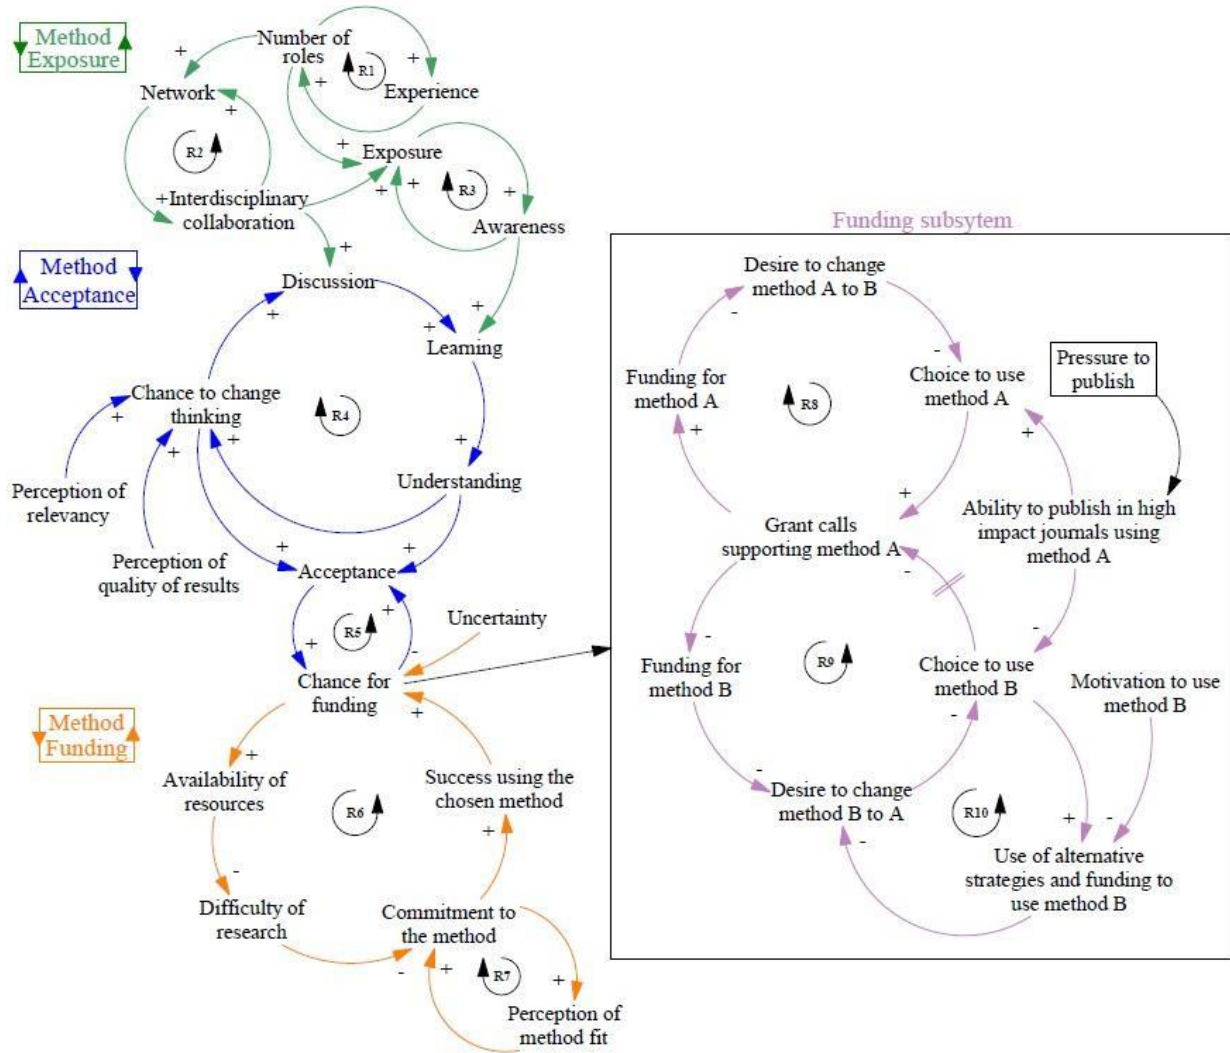 Method
Exposure
Number of
roles
R1
+
+
+
Experience
Network
+
R2
+
Exposure
+
+
R3
+
+
Interdisciplinary
collaboration
Awareness
Method
Acceptance
+
Discussion
+
+
+
Learning
Chance to change
thinking
R4
+
+
+
+
Understanding
Perception of
relevancy
Perception of
quality of results
+
+
Acceptance
+
R5
+
-
Uncertainty
Chance for
funding
+
Method
Funding
+
Availability of
resources
R6
Success using the
chosen method
+
-
Difficulty of
research
Commitment to
the method
-
+
R7
+
Perception of
method fit
Funding subsytem
Desire to change
method A to B
-
-
Funding for
method A
R8
Choice to use
method A
Pressure to
publish
+
+
+
Grant calls
supporting method A
Ability to publish in high
impact journals using
method A
-
-
-
Funding for
method B
R9
Choice to use
method B
Motivation to use
method B
-
-
Desire to change
method B to A
R10
+
-
-
Use of alternative
strategies and funding to
use method B